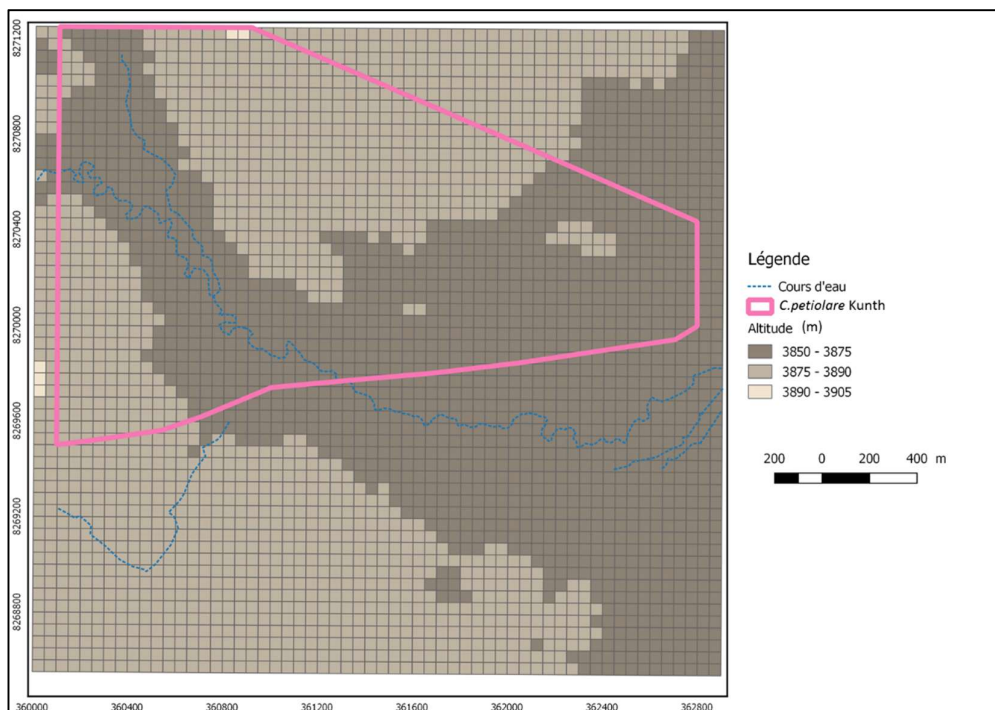 8271200
8270800
8270400
8270000
8269600
8269200
8268800
360000 360400 360800 361200 361600 362000 362400 362800
Légende
Cours d'eau
C.petiolare Kunth
Altitude (m)
3850 - 3875
3875 - 3890
3890 - 3905
200 0 200 400 m